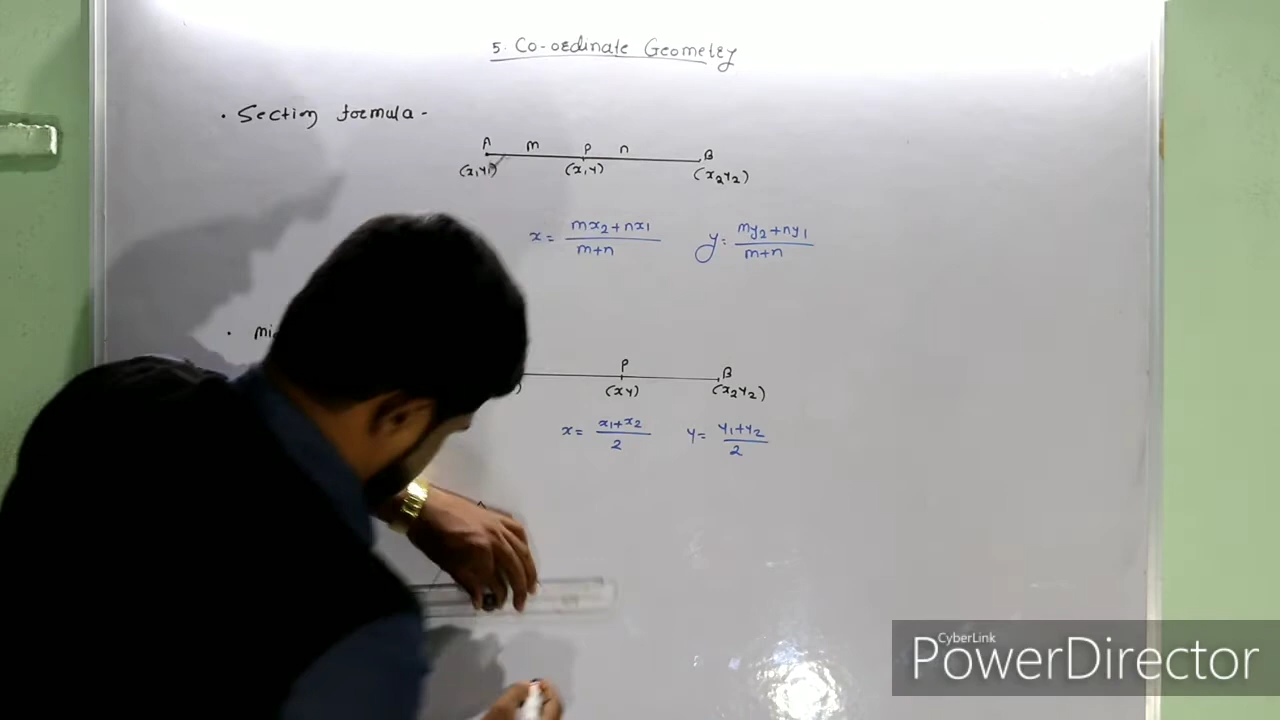 5. Co-ordinate Geometry
. Section formula -
A m P n B
(x1y1) (x,y) (x2y2)
x = mx2+nx1 / m+n y = my2+ny1 / m+n
.
P B
) (xy) (x2y2)
x = x1+x2 / 2 y = y1+y2 / 2
A
CyberLink
PowerDirector